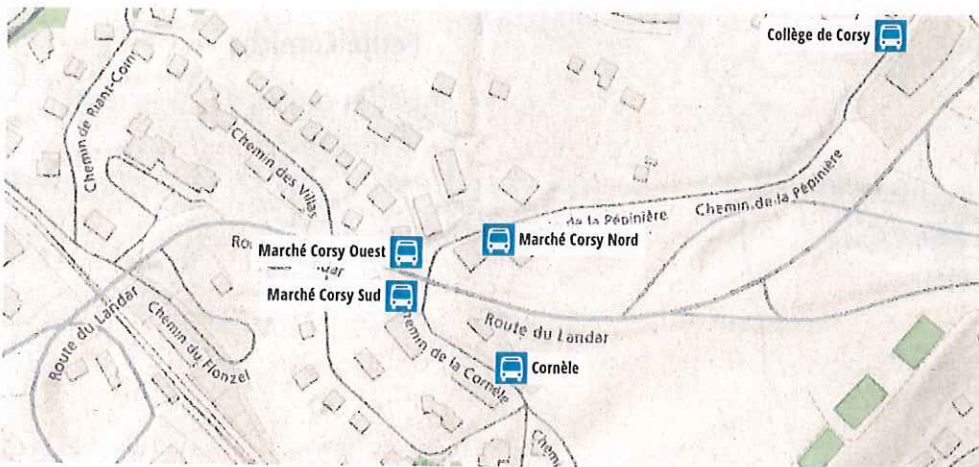 Collège de Corsy
Chemin de Riant-Coin
Chemin des Villas
Chemin de la Pépinière
de la Pépinière
Marché Corsy Ouest
Marché Corsy Nord
Marché Corsy Sud
Route du Landar
Route du Landar
Chemin du Flonzel
Chemin de la Cornèle
Cornèle